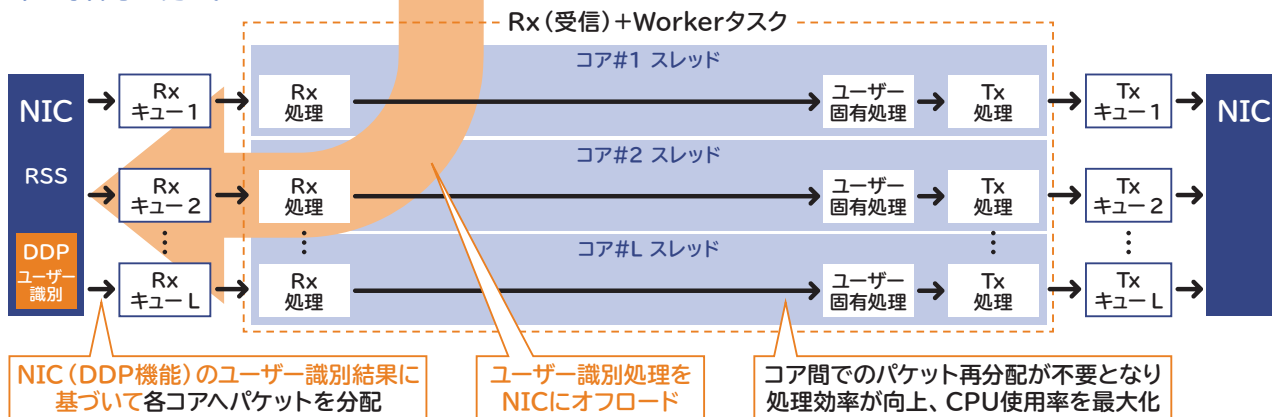 Rx（受信）+Workerタスク
コア#1 スレッド
NIC
RSS
DDP
ユーザー
識別
Rx
キュー1
Rx
処理
ユーザー
固有処理
Tx
処理
Tx
キュー1
NIC
コア#2 スレッド
Rx
キュー2
Rx
処理
ユーザー
固有処理
Tx
処理
Tx
キュー2
コア#L スレッド
Rx
キューL
Rx
処理
ユーザー
固有処理
Tx
処理
Tx
キューL
NIC（DDP機能）のユーザー識別結果に
基づいて各コアへパケットを分配
ユーザー識別処理を
NICにオフロード
コア間でのパケット再分配が不要となり
処理効率が向上、CPU使用率を最大化